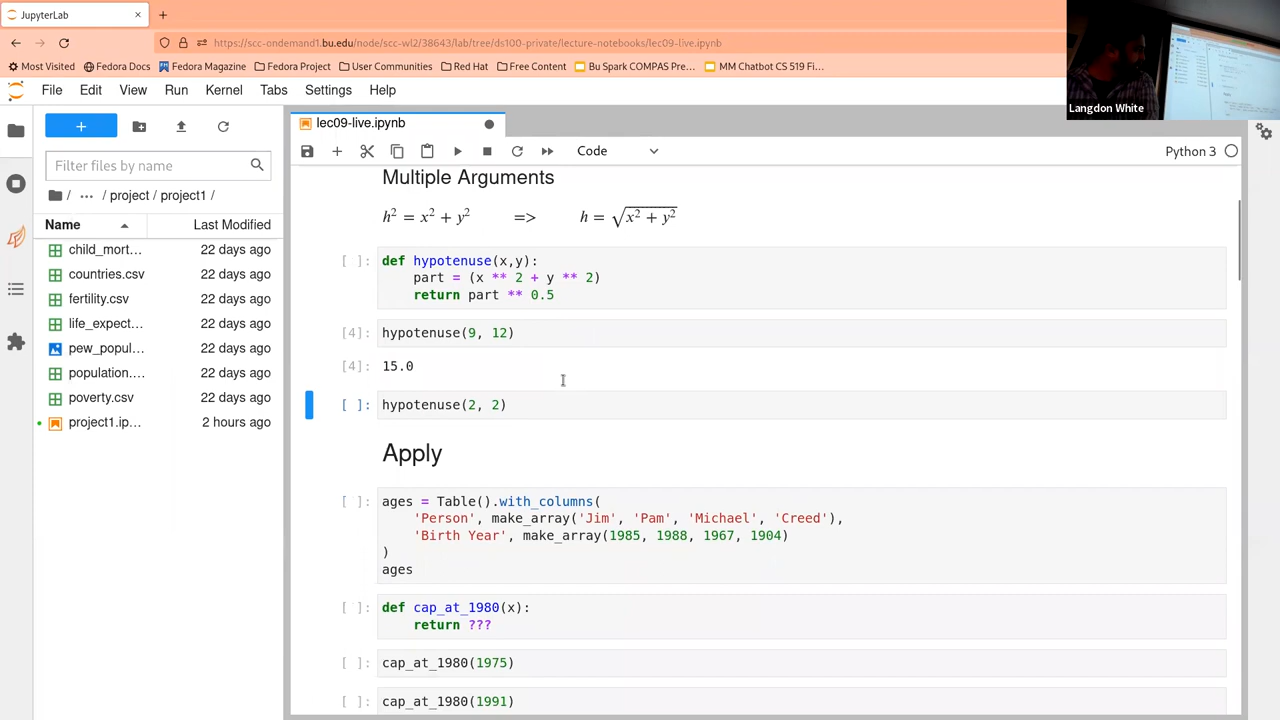 JupyterLab
https://scc-ondemand1.bu.edu/node/scc-wl2/38643/lab/tree/ds100-private/lecture-notebooks/lec09-live.ipynb
Most Visited Fedora Docs Fedora Magazine Fedora Project User Communities Red Hat Free Content Bu Spark COMPAS Pre… MM Chatbot CS 519 Fi…
Langdon White
File Edit View Run Kernel Tabs Settings Help
lec09-live.ipynb
Code
Python 3
Filter files by name
/ ··· / project / project1 /
Name Last Modified
child_mort… 22 days ago
countries.csv 22 days ago
fertility.csv 22 days ago
life_expect… 22 days ago
pew_popul… 22 days ago
population.… 22 days ago
poverty.csv 22 days ago
project1.ip… 2 hours ago
Multiple Arguments
h² = x² + y² => h = √x² + y²
[ ]: def hypotenuse(x,y):
part = (x ** 2 + y ** 2)
return part ** 0.5
[4]: hypotenuse(9, 12)
[4]: 15.0
[ ]: hypotenuse(2, 2)
Apply
[ ]: ages = Table().with_columns(
'Person', make_array('Jim', 'Pam', 'Michael', 'Creed'),
'Birth Year', make_array(1985, 1988, 1967, 1904)
)
ages
[ ]: def cap_at_1980(x):
return ???
[ ]: cap_at_1980(1975)
[ ]: cap_at_1980(1991)